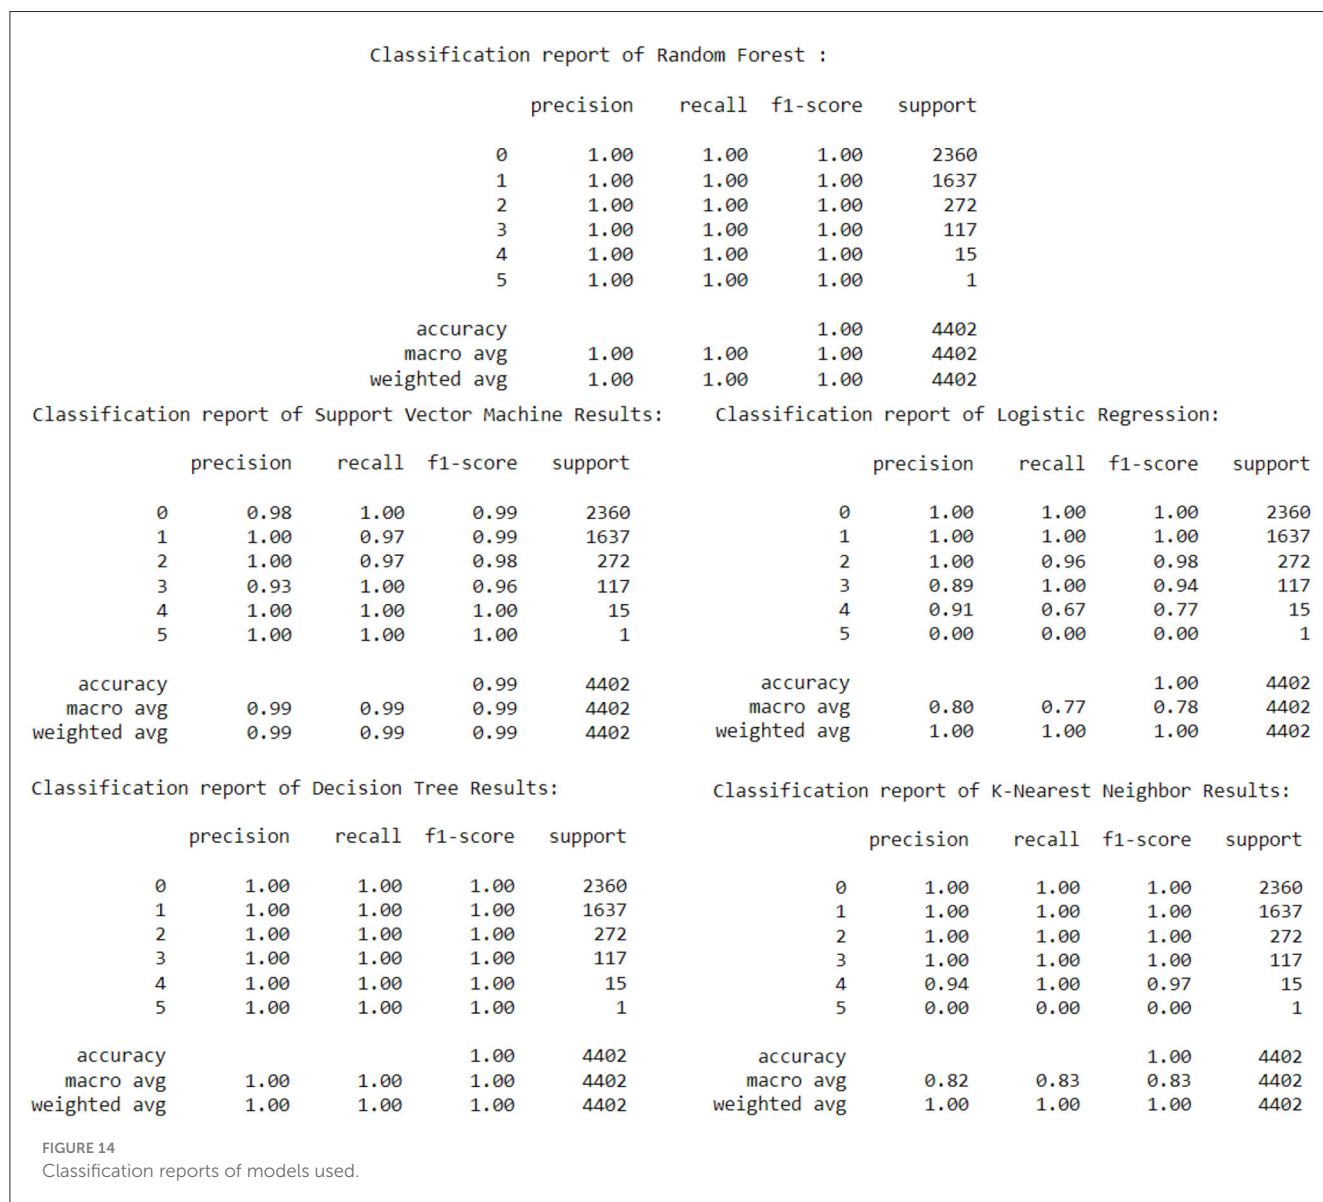 Classification report of Random Forest :
precision recall f1-score support
0 1.00 1.00 1.00 2360
1 1.00 1.00 1.00 1637
2 1.00 1.00 1.00 272
3 1.00 1.00 1.00 117
4 1.00 1.00 1.00 15
5 1.00 1.00 1.00 1
accuracy 1.00 4402
macro avg 1.00 1.00 1.00 4402
weighted avg 1.00 1.00 1.00 4402
Classification report of Support Vector Machine Results:
precision recall f1-score support
0 0.98 1.00 0.99 2360
1 1.00 0.97 0.99 1637
2 1.00 0.97 0.98 272
3 0.93 1.00 0.96 117
4 1.00 1.00 1.00 15
5 1.00 1.00 1.00 1
accuracy 0.99 4402
macro avg 0.99 0.99 0.99 4402
weighted avg 0.99 0.99 0.99 4402
Classification report of Logistic Regression:
precision recall f1-score support
0 1.00 1.00 1.00 2360
1 1.00 1.00 1.00 1637
2 1.00 0.96 0.98 272
3 0.89 1.00 0.94 117
4 0.91 0.67 0.77 15
5 0.00 0.00 0.00 1
accuracy 1.00 4402
macro avg 0.80 0.77 0.78 4402
weighted avg 1.00 1.00 1.00 4402
Classification report of Decision Tree Results:
precision recall f1-score support
0 1.00 1.00 1.00 2360
1 1.00 1.00 1.00 1637
2 1.00 1.00 1.00 272
3 1.00 1.00 1.00 117
4 1.00 1.00 1.00 15
5 1.00 1.00 1.00 1
accuracy 1.00 4402
macro avg 1.00 1.00 1.00 4402
weighted avg 1.00 1.00 1.00 4402
Classification report of K-Nearest Neighbor Results:
precision recall f1-score support
0 1.00 1.00 1.00 2360
1 1.00 1.00 1.00 1637
2 1.00 1.00 1.00 272
3 1.00 1.00 1.00 117
4 0.94 1.00 0.97 15
5 0.00 0.00 0.00 1
accuracy 1.00 4402
macro avg 0.82 0.83 0.83 4402
weighted avg 1.00 1.00 1.00 4402
FIGURE 14
Classification reports of models used.